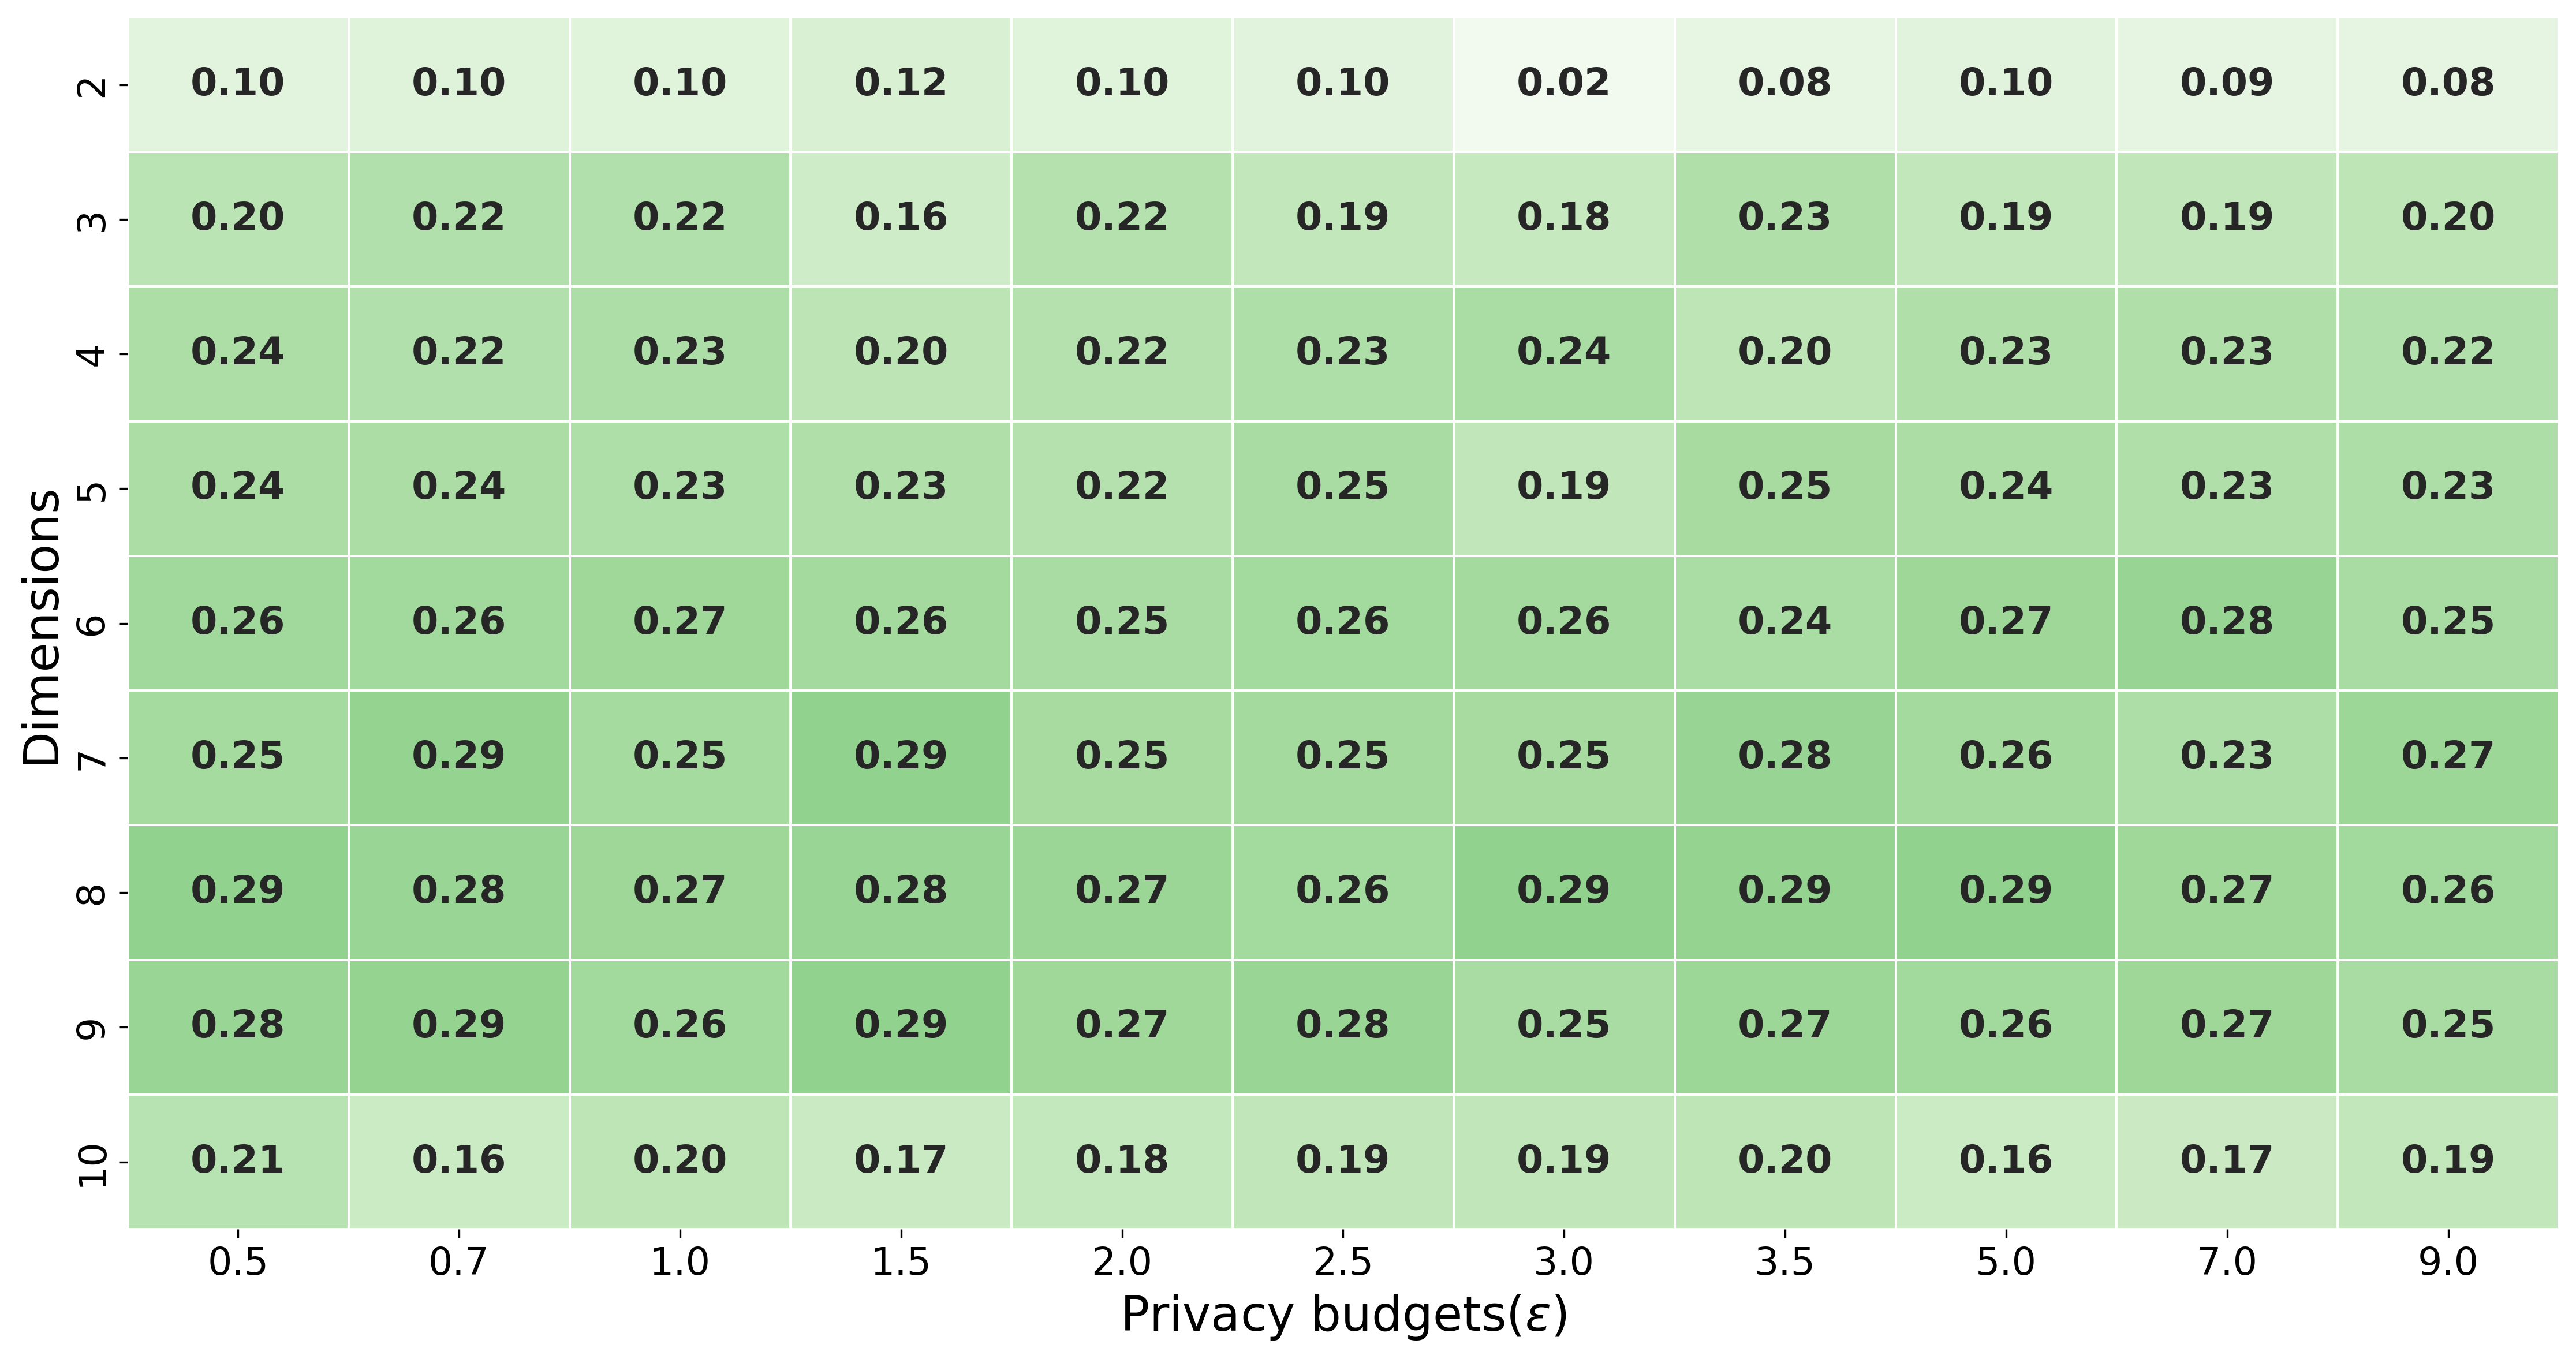 2 0.10 0.10 0.10 0.12 0.10 0.10 0.02 0.08 0.10 0.09 0.08
3 0.20 0.22 0.22 0.16 0.22 0.19 0.18 0.23 0.19 0.19 0.20
4 0.24 0.22 0.23 0.20 0.22 0.23 0.24 0.20 0.23 0.23 0.22
5 0.24 0.24 0.23 0.23 0.22 0.25 0.19 0.25 0.24 0.23 0.23
6 0.26 0.26 0.27 0.26 0.25 0.26 0.26 0.24 0.27 0.28 0.25
7 0.25 0.29 0.25 0.29 0.25 0.25 0.25 0.28 0.26 0.23 0.27
8 0.29 0.28 0.27 0.28 0.27 0.26 0.29 0.29 0.29 0.27 0.26
9 0.28 0.29 0.26 0.29 0.27 0.28 0.25 0.27 0.26 0.27 0.25
10 0.21 0.16 0.20 0.17 0.18 0.19 0.19 0.20 0.16 0.17 0.19
0.5 0.7 1.0 1.5 2.0 2.5 3.0 3.5 5.0 7.0 9.0
Dimensions
Privacy budgets(ε)